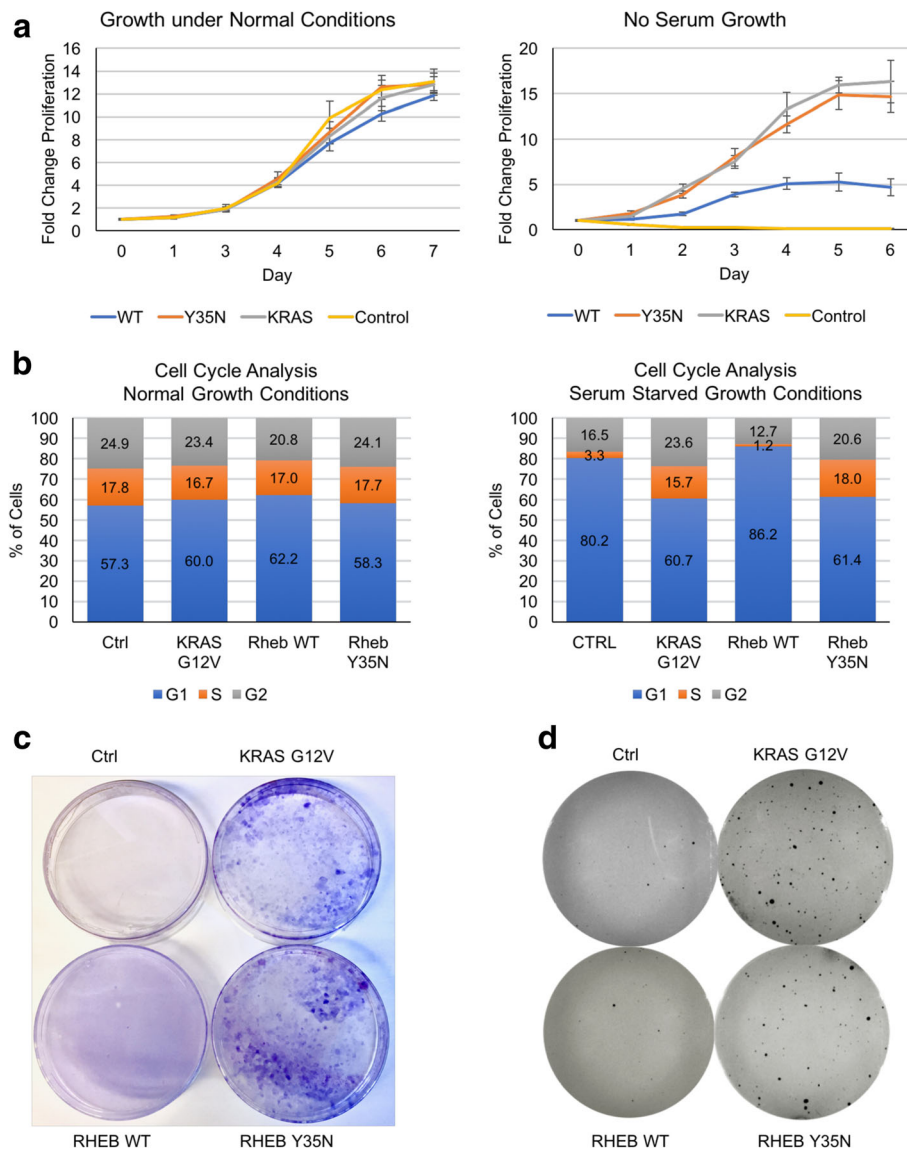 a
Growth under Normal Conditions
Fold Change Proliferation
16
14
12
10
8
6
4
2
0
0 1 3 3 4 5 6 7
Day
WT Y35N KRAS Control
No Serum Growth
Fold Change Proliferation
20
15
10
5
0
0 1 2 3 4 5 6
Day
WT Y35N KRAS Control
b
Cell Cycle Analysis
Normal Growth Conditions
% of Cells
100
90
80
70
60
50
40
30
20
10
0
24.9 23.4 20.8 24.1
17.8 16.7 17.0 17.7
57.3 60.0 62.2 58.3
Ctrl KRAS G12V Rheb WT Rheb Y35N
G1 S G2
Cell Cycle Analysis
Serum Starved Growth Conditions
% of Cells
100
90
80
70
60
50
40
30
20
10
0
16.5 23.6 12.7 20.6
3.3 15.7 1.2 18.0
80.2 60.7 86.2 61.4
CTRL KRAS G12V Rheb WT Rheb Y35N
G1 S G2
c
Ctrl KRAS G12V
RHEB WT RHEB Y35N
d
Ctrl KRAS G12V
RHEB WT RHEB Y35N